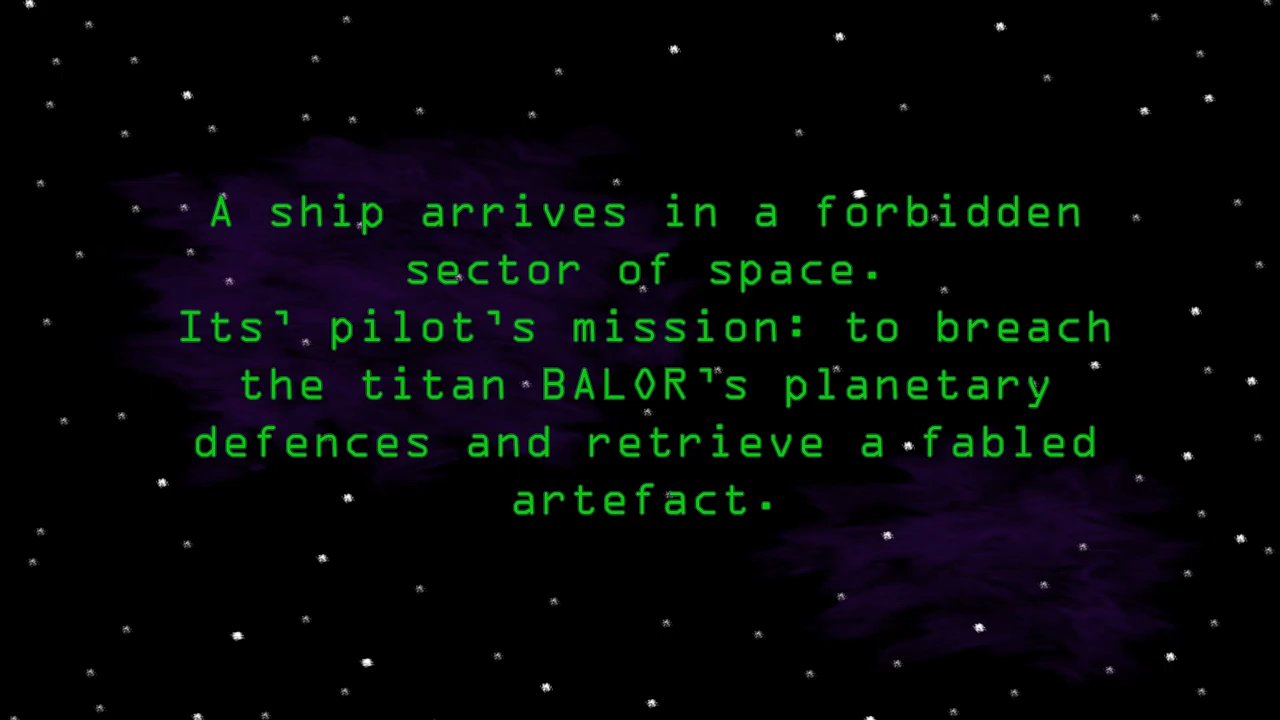 A ship arrives in a forbidden
sector of space.
Its' pilot's mission: to breach
the titan BALOR's planetary
defences and retrieve a fabled
artefact.